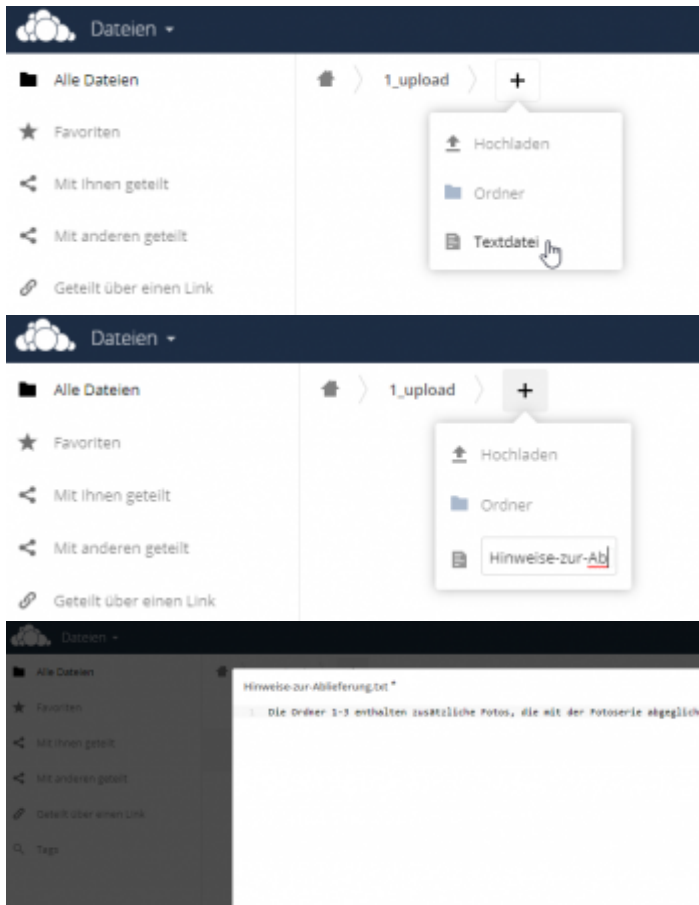 Dateien
Alle Dateien
1_upload
+
Favoriten
Hochladen
Mit Ihnen geteilt
Ordner
Mit anderen geteilt
Textdatei
Geteilt über einen Link
Dateien
Alle Dateien
1_upload
+
Favoriten
Hochladen
Mit Ihnen geteilt
Ordner
Mit anderen geteilt
Hinweise-zur-Ab
Geteilt über einen Link
Dateien
Alle Dateien
Hinweise-zur-Ablieferung.txt *
Favoriten
1 Die Ordner 1-3 enthalten zusätzliche Fotos, die mit der Fotoserie abgeglich
Mit Ihnen geteilt
Mit anderen geteilt
Geteilt über einen Link
Tags